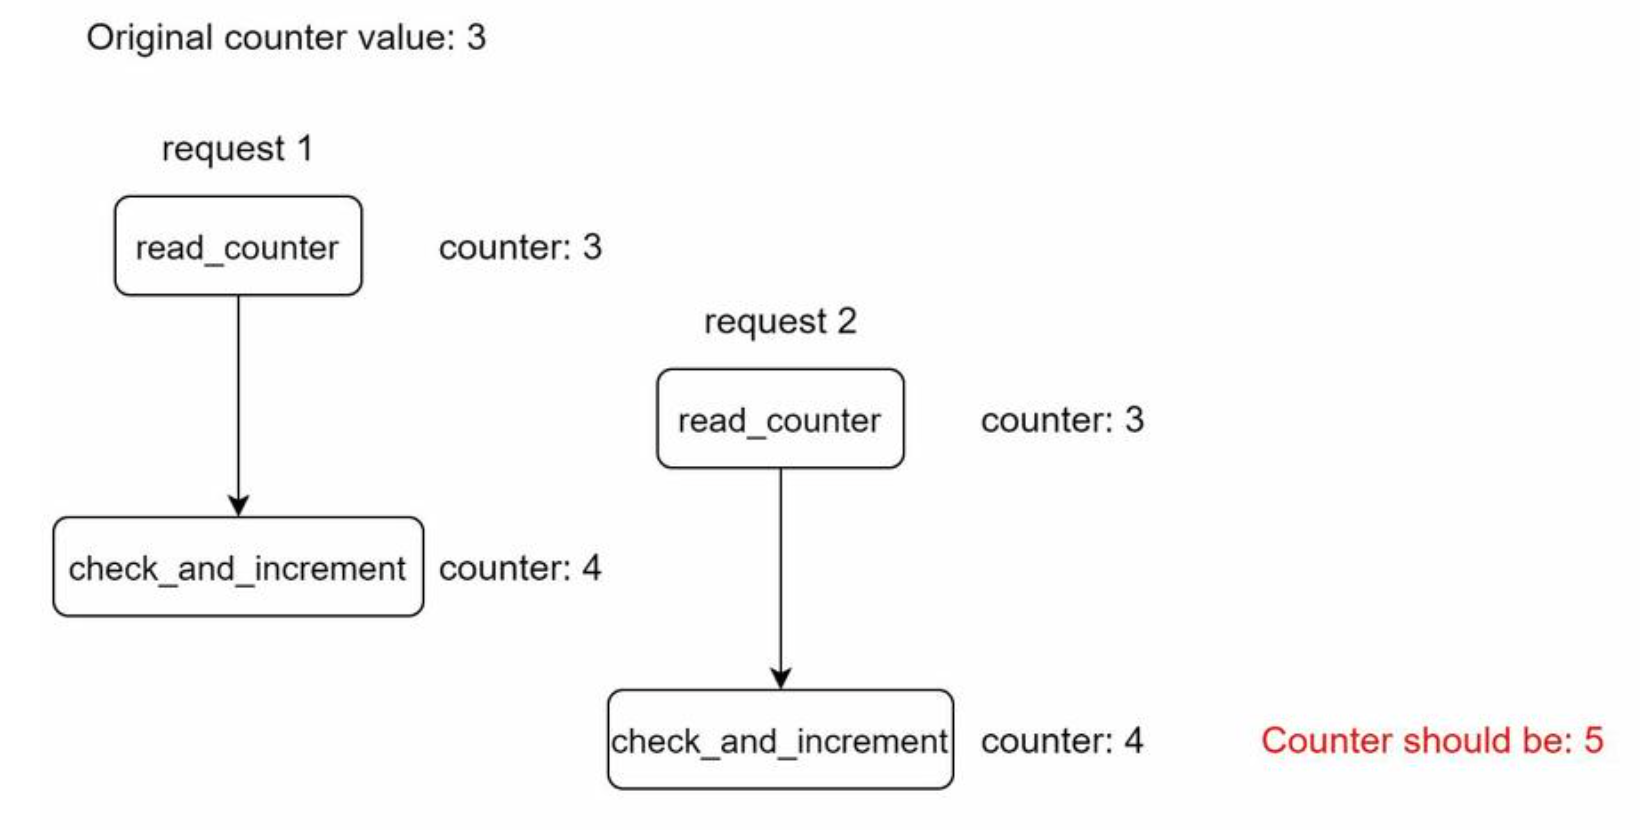 Original counter value: 3
request 1
read_counter
counter: 3
request 2
read_counter
counter: 3
check_and_increment
counter: 4
check_and_increment
counter: 4
Counter should be: 5